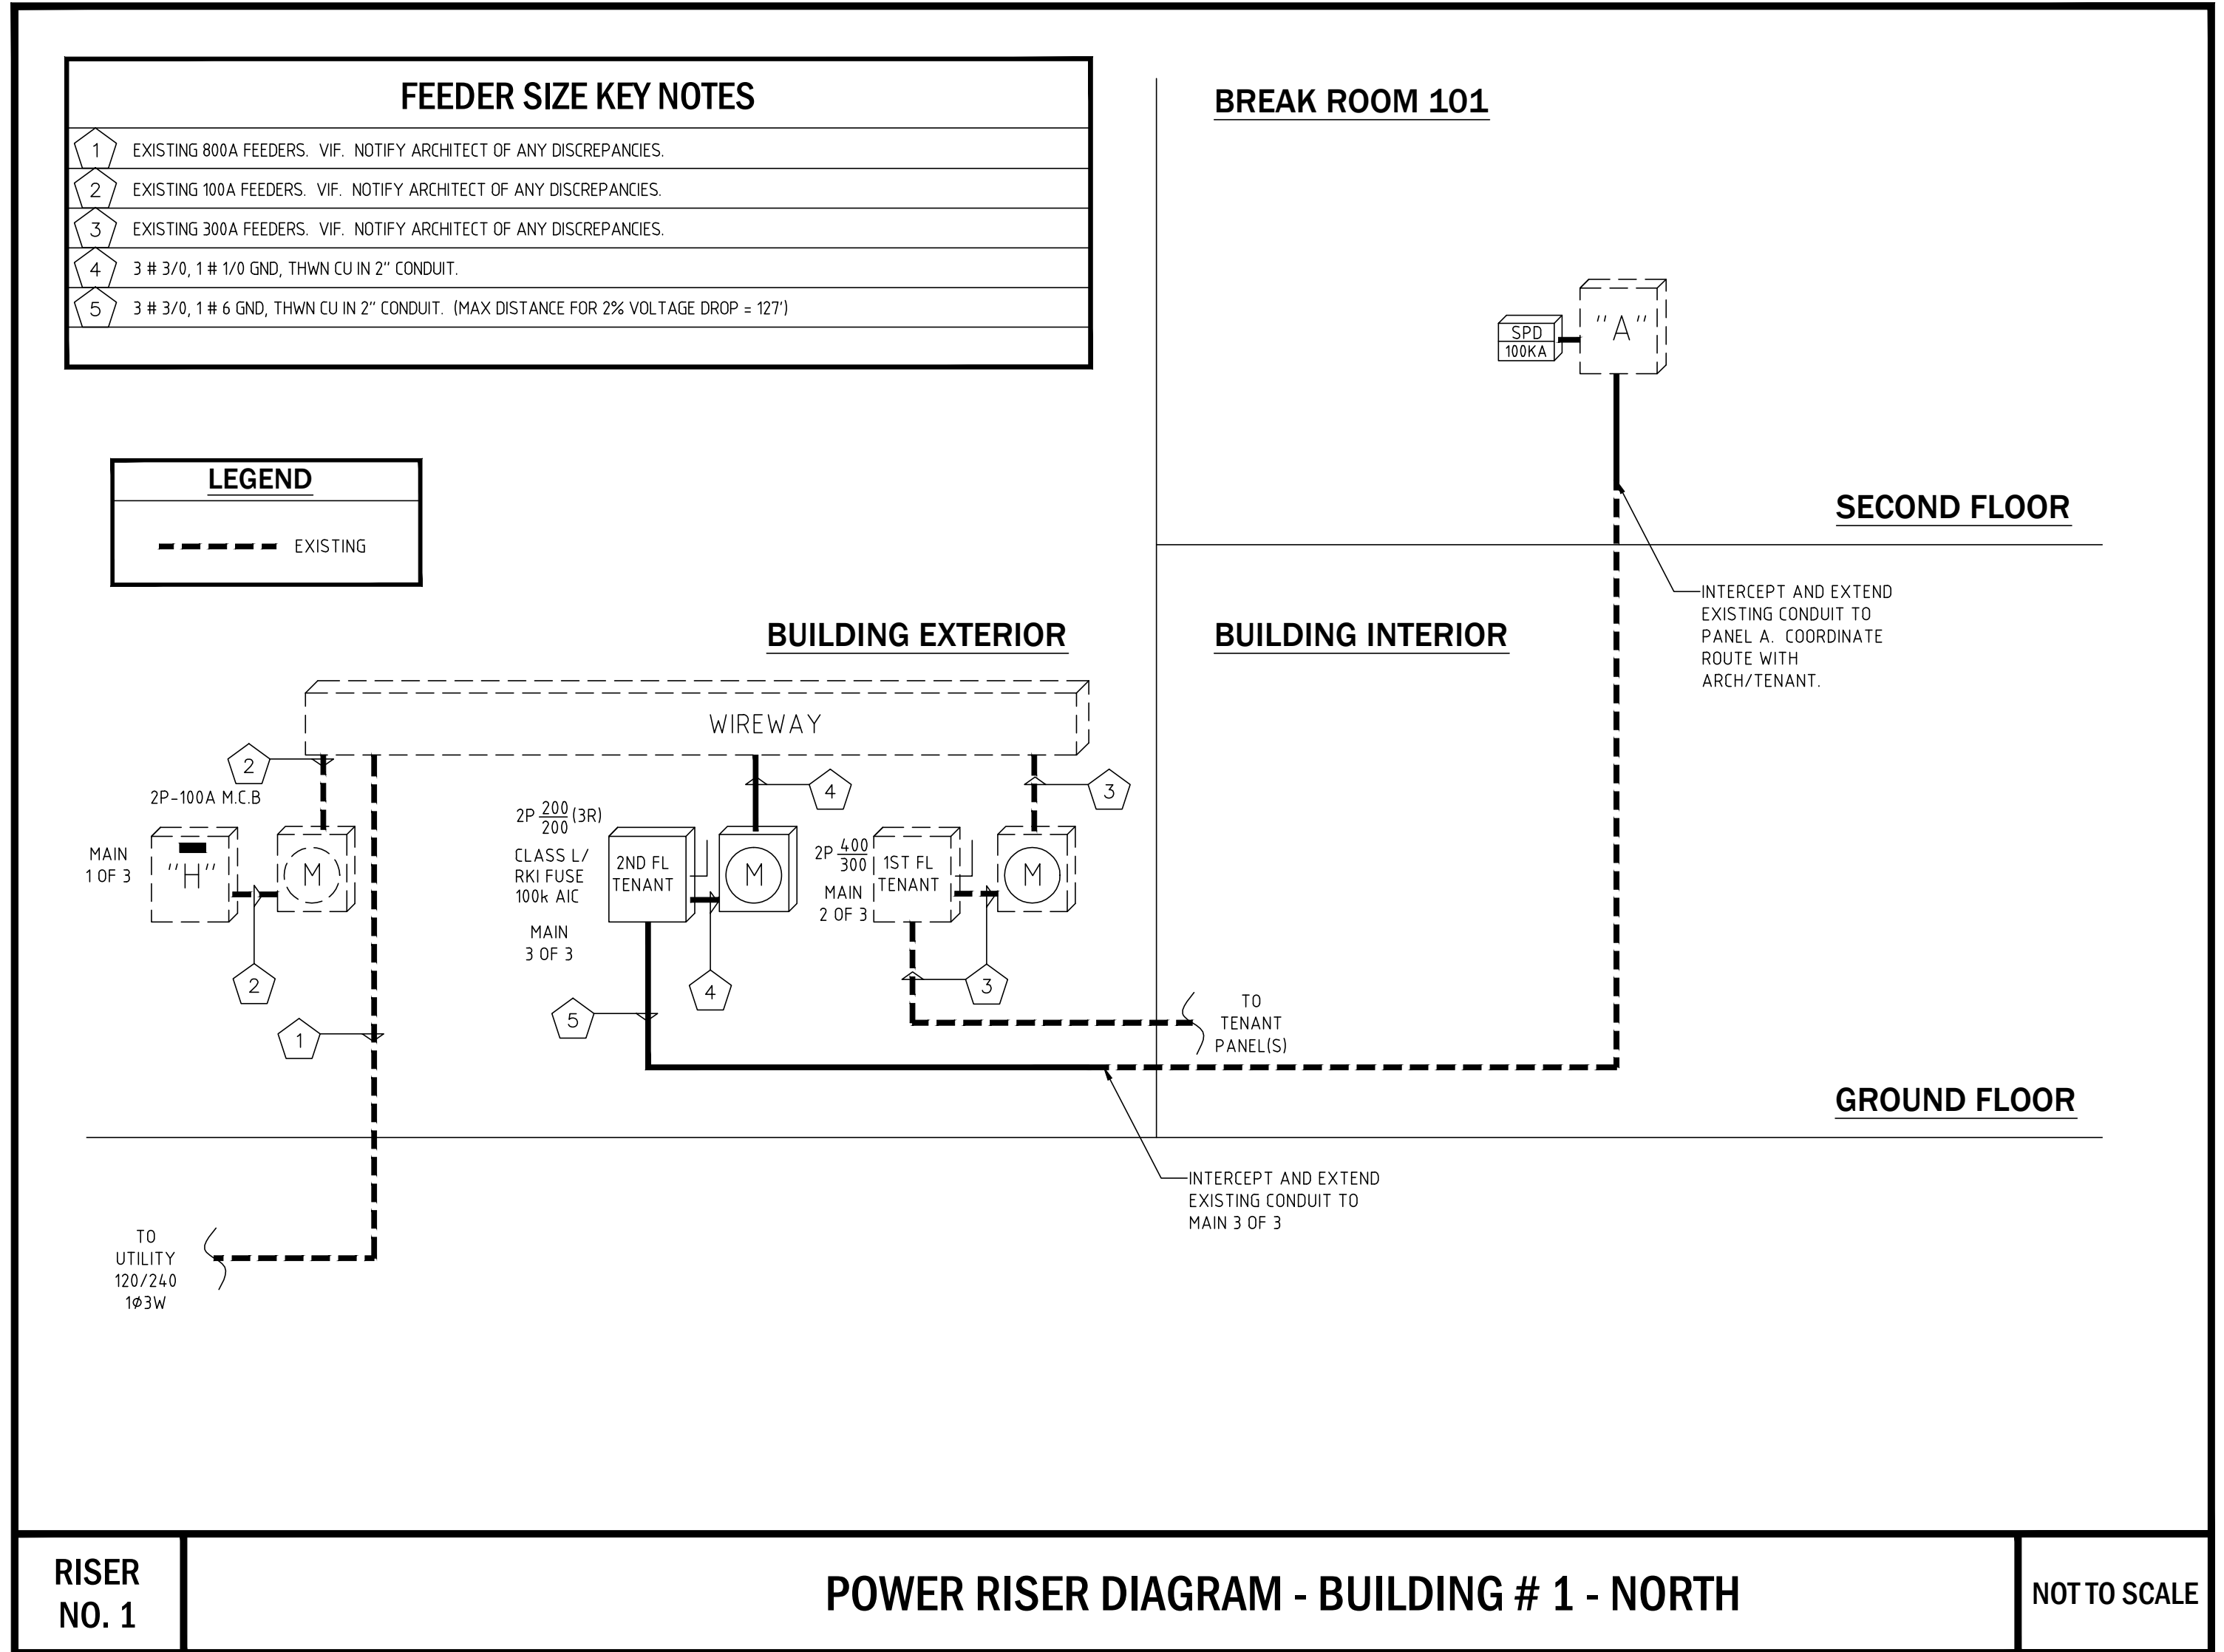 FEEDER SIZE KEY NOTES
1 EXISTING 800A FEEDERS. VIF. NOTIFY ARCHITECT OF ANY DISCREPANCIES.
2 EXISTING 100A FEEDERS. VIF. NOTIFY ARCHITECT OF ANY DISCREPANCIES.
3 EXISTING 300A FEEDERS. VIF. NOTIFY ARCHITECT OF ANY DISCREPANCIES.
4 3 # 3/0, 1 # 1/0 GND, THWN CU IN 2" CONDUIT.
5 3 # 3/0, 1 # 6 GND, THWN CU IN 2" CONDUIT. (MAX DISTANCE FOR 2% VOLTAGE DROP = 127')
BREAK ROOM 101
SPD
100KA
"A"
LEGEND
EXISTING
SECOND FLOOR
INTERCEPT AND EXTEND
EXISTING CONDUIT TO
PANEL A. COORDINATE
ROUTE WITH
ARCH/TENANT.
BUILDING EXTERIOR
BUILDING INTERIOR
WIREWAY
2
4
3
2P-100A M.C.B
MAIN
1 OF 3
"H"
M
2
1
2P 200/200 (3R)
CLASS L/
RKI FUSE
100k AIC
MAIN
3 OF 3
2ND FL
TENANT
M
4
5
2P 400/300
MAIN
2 OF 3
1ST FL
TENANT
M
3
TO
TENANT
PANEL(S)
GROUND FLOOR
INTERCEPT AND EXTEND
EXISTING CONDUIT TO
MAIN 3 OF 3
TO
UTILITY
120/240
1ø3W
RISER
NO. 1
POWER RISER DIAGRAM - BUILDING # 1 - NORTH
NOT TO SCALE